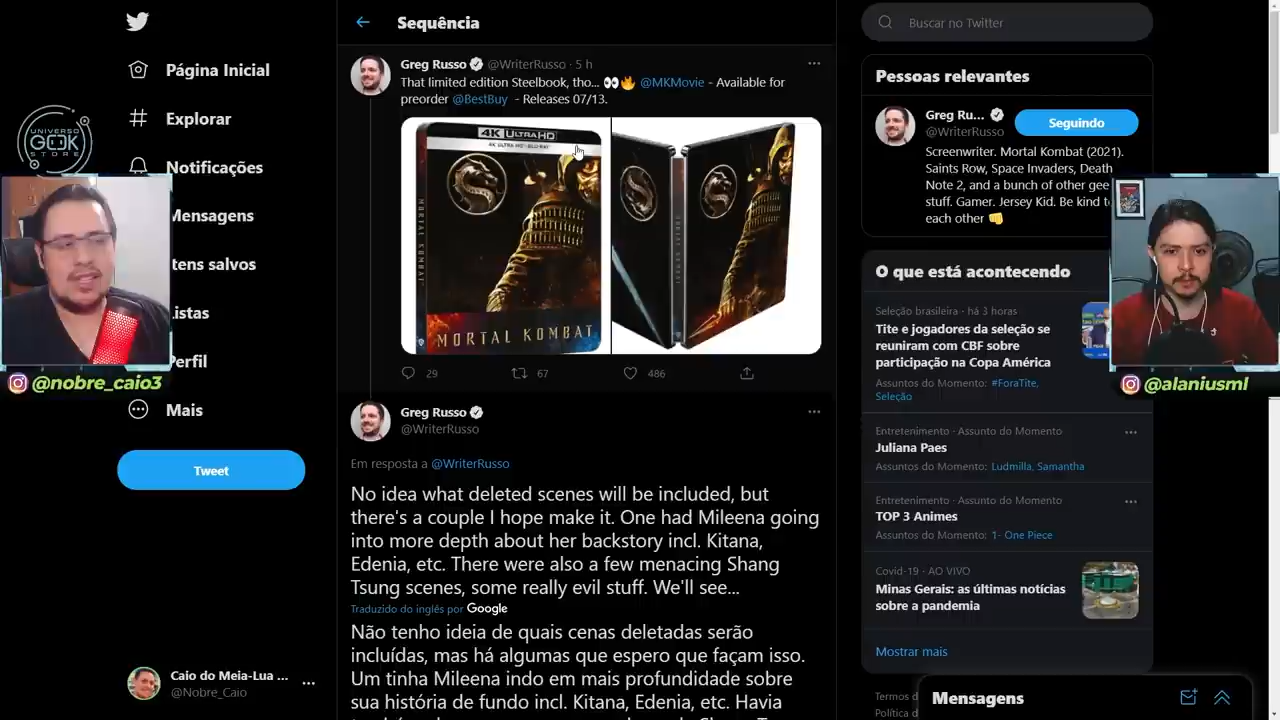 Página Inicial
Explorar
Notificações
Mensagens
Itens salvos
Listas
Perfil
Mais
Tweet
UNIVERSO
GEEK
STORE
@nobre_caio3
Caio do Meia-Lua ...
@Nobre_Caio
Sequência
Greg Russo @WriterRusso · 5 h
That limited edition Steelbook, tho... 👀🔥 @MKMovie - Available for
preorder @BestBuy - Releases 07/13.
4K ULTRA HD
4K ULTRA HD + BLU-RAY
MORTAL KOMBAT
MORTAL KOMBAT
MORTAL KOMBAT
29
67
486
Greg Russo
@WriterRusso
Em resposta a @WriterRusso
No idea what deleted scenes will be included, but
there's a couple I hope make it. One had Mileena going
into more depth about her backstory incl. Kitana,
Edenia, etc. There were also a few menacing Shang
Tsung scenes, some really evil stuff. We'll see...
Traduzido do inglês por Google
Não tenho ideia de quais cenas deletadas serão
incluídas, mas há algumas que espero que façam isso.
Um tinha Mileena indo em mais profundidade sobre
sua história de fundo incl. Kitana, Edenia, etc. Havia
Buscar no Twitter
Pessoas relevantes
Greg Ru...
@WriterRusso
Seguindo
Screenwriter. Mortal Kombat (2021).
Saints Row, Space Invaders, Death
Note 2, and a bunch of other gee
stuff. Gamer. Jersey Kid. Be kind t
each other 👊
O que está acontecendo
Seleção brasileira · há 3 horas
Tite e jogadores da seleção se
reuniram com CBF sobre
participação na Copa América
Assuntos do Momento: #ForaTite,
Seleção
@alaniusml
Entretenimento · Assunto do Momento
Juliana Paes
Assuntos do Momento: Ludmilla, Samantha
Entretenimento · Assunto do Momento
TOP 3 Animes
Assuntos do Momento: 1- One Piece
Covid-19 · AO VIVO
Minas Gerais: as últimas notícias
sobre a pandemia
Mostrar mais
Termos d
Política d
Mensagens